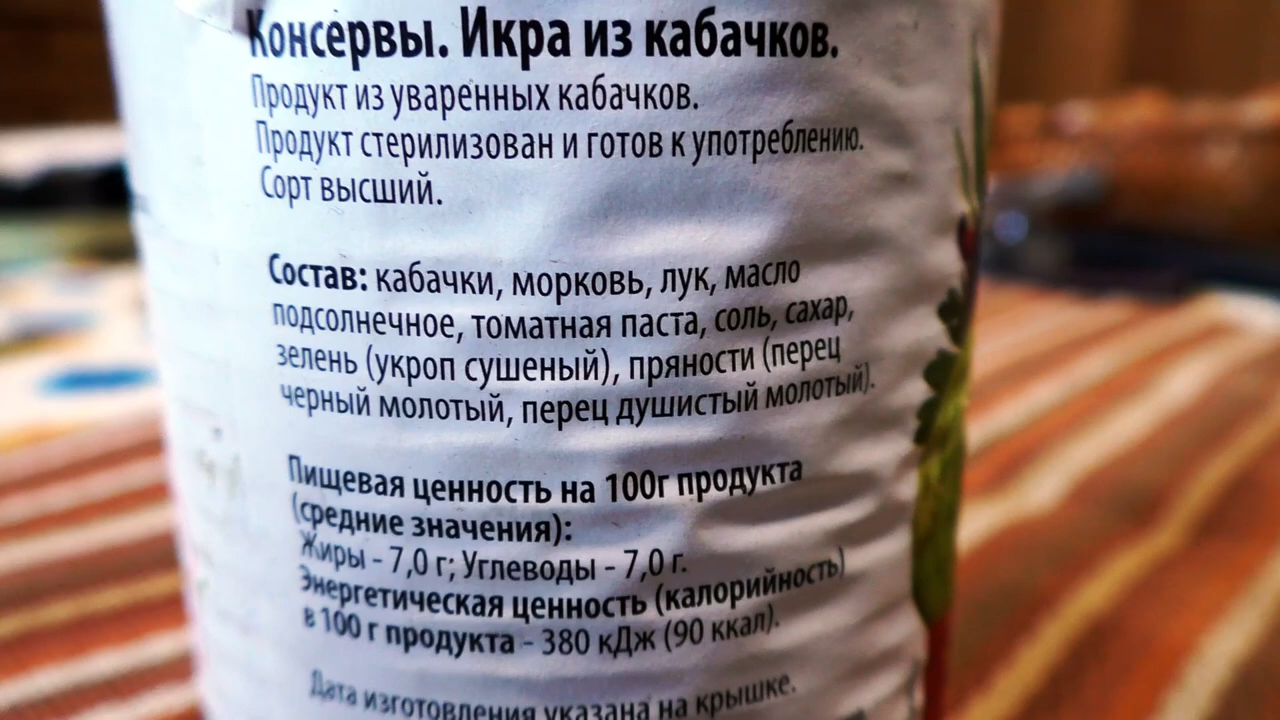 Консервы. Икра из кабачков.
Продукт из уваренных кабачков.
Продукт стерилизован и готов к употреблению.
Сорт высший.
Состав: кабачки, морковь, лук, масло
подсолнечное, томатная паста, соль, сахар,
зелень (укроп сушеный), пряности (перец
черный молотый, перец душистый молотый).
Пищевая ценность на 100г продукта
(средние значения):
Жиры - 7,0 г; Углеводы - 7,0 г.
Энергетическая ценность (калорийность)
в 100 г продукта - 380 кДж (90 ккал).
Дата изготовления указана на крышке.